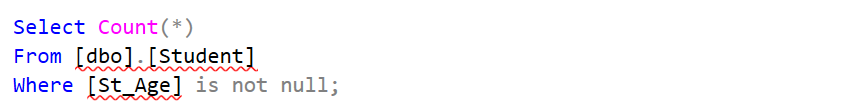 Select Count(*)
From [dbo].[Student]
Where [St_Age] is not null;